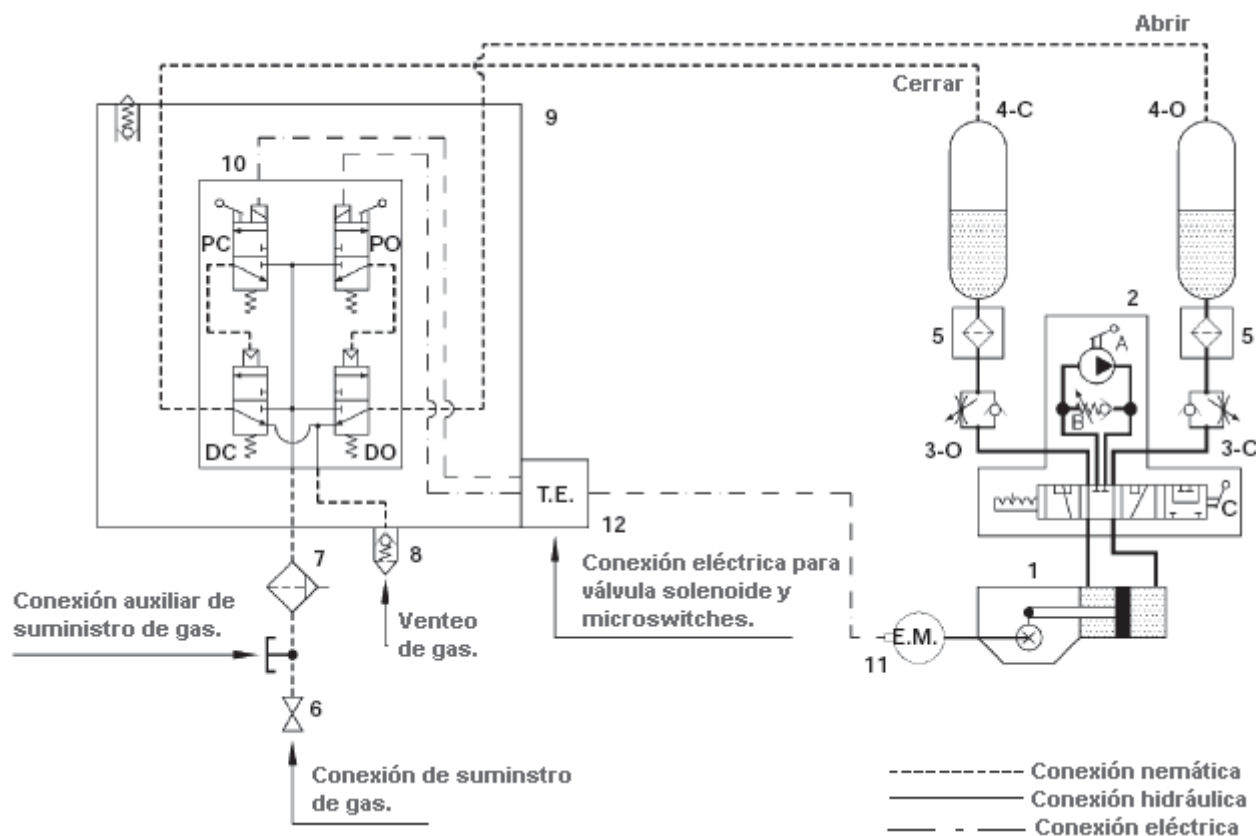 Abrir
Cerrar
4-C
4-O
9
10
PC
PO
DC
DO
5
5
2
A
B
3-O
3-C
C
T.E.
12
7
8
1
Conexión eléctrica para
válvula solenoide y
microswitches.
Conexión auxiliar de
suministro de gas.
Venteo
de gas.
E.M.
11
6
Conexión de suminstro
de gas.
Conexión nemática
Conexión hidráulica
Conexión eléctrica